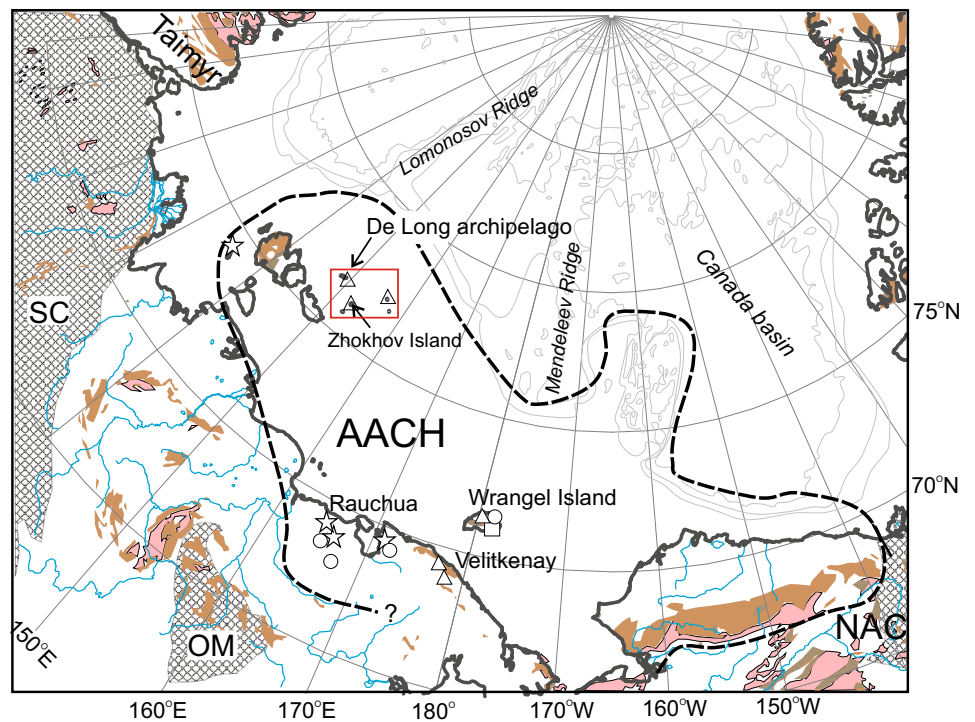 Taimyr
Lomonosov Ridge
De Long archipelago
Canada basin
Mendeleev Ridge
75°N
SC
Zhokhov Island
AACH
70°N
Rauchua
Wrangel Island
Velitkenay
?
150°E
OM
NAC
160°E
170°E
180°
170°W
160°W
150°W